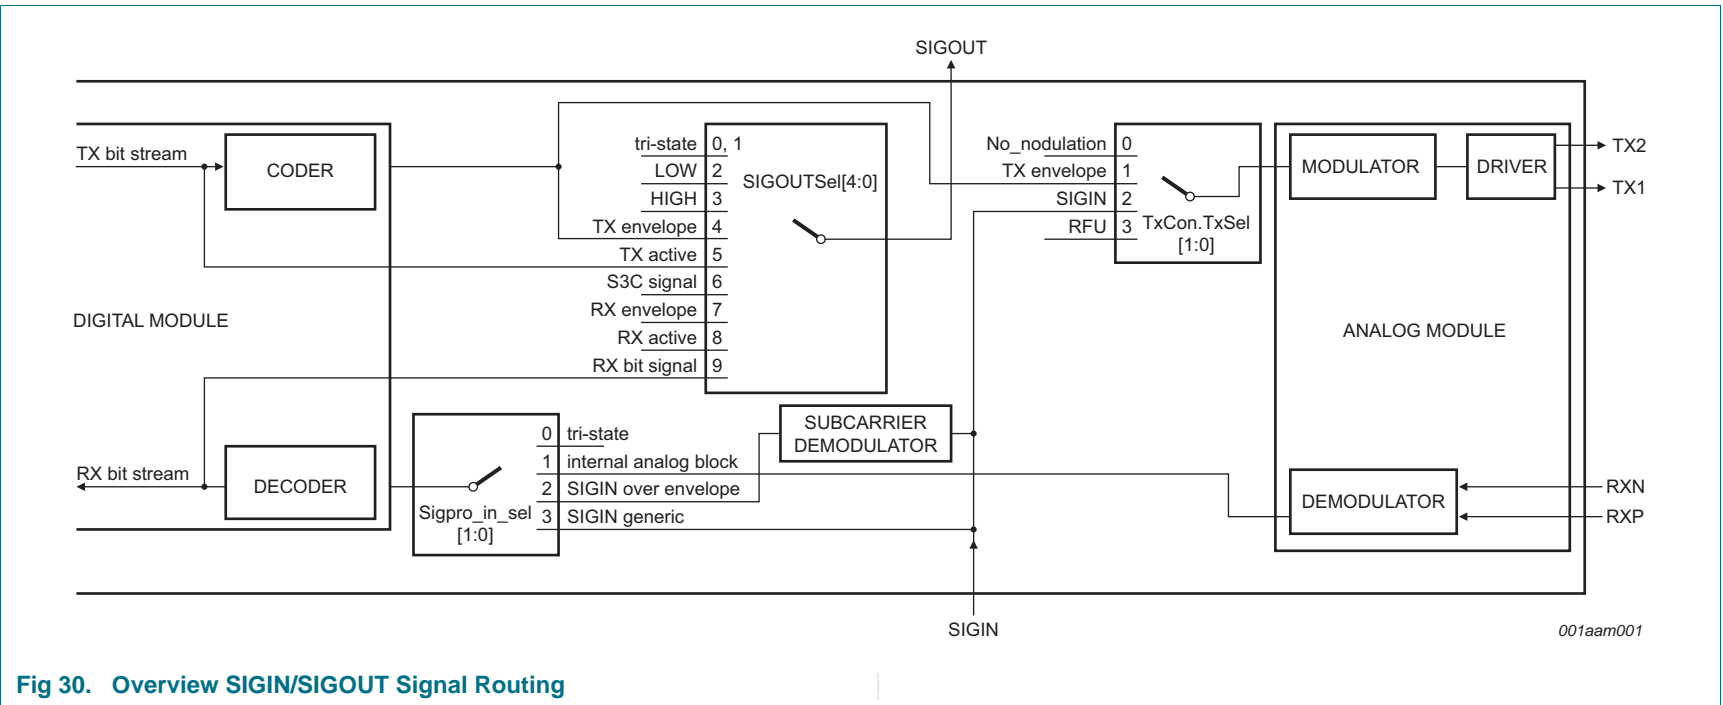 SIGOUT
TX bit stream
CODER
tri-state 0, 1
LOW 2
HIGH 3
TX envelope 4
TX active 5
S3C signal 6
RX envelope 7
RX active 8
RX bit signal 9
SIGOUTSel[4:0]
No_nodulation 0
TX envelope 1
SIGIN 2
RFU 3
TxCon.TxSel
[1:0]
MODULATOR
DRIVER
TX2
TX1
DIGITAL MODULE
ANALOG MODULE
SUBCARRIER
DEMODULATOR
RX bit stream
DECODER
Sigpro_in_sel
[1:0]
0 tri-state
1 internal analog block
2 SIGIN over envelope
3 SIGIN generic
DEMODULATOR
RXN
RXP
SIGIN
001aam001
Fig 30. Overview SIGIN/SIGOUT Signal Routing